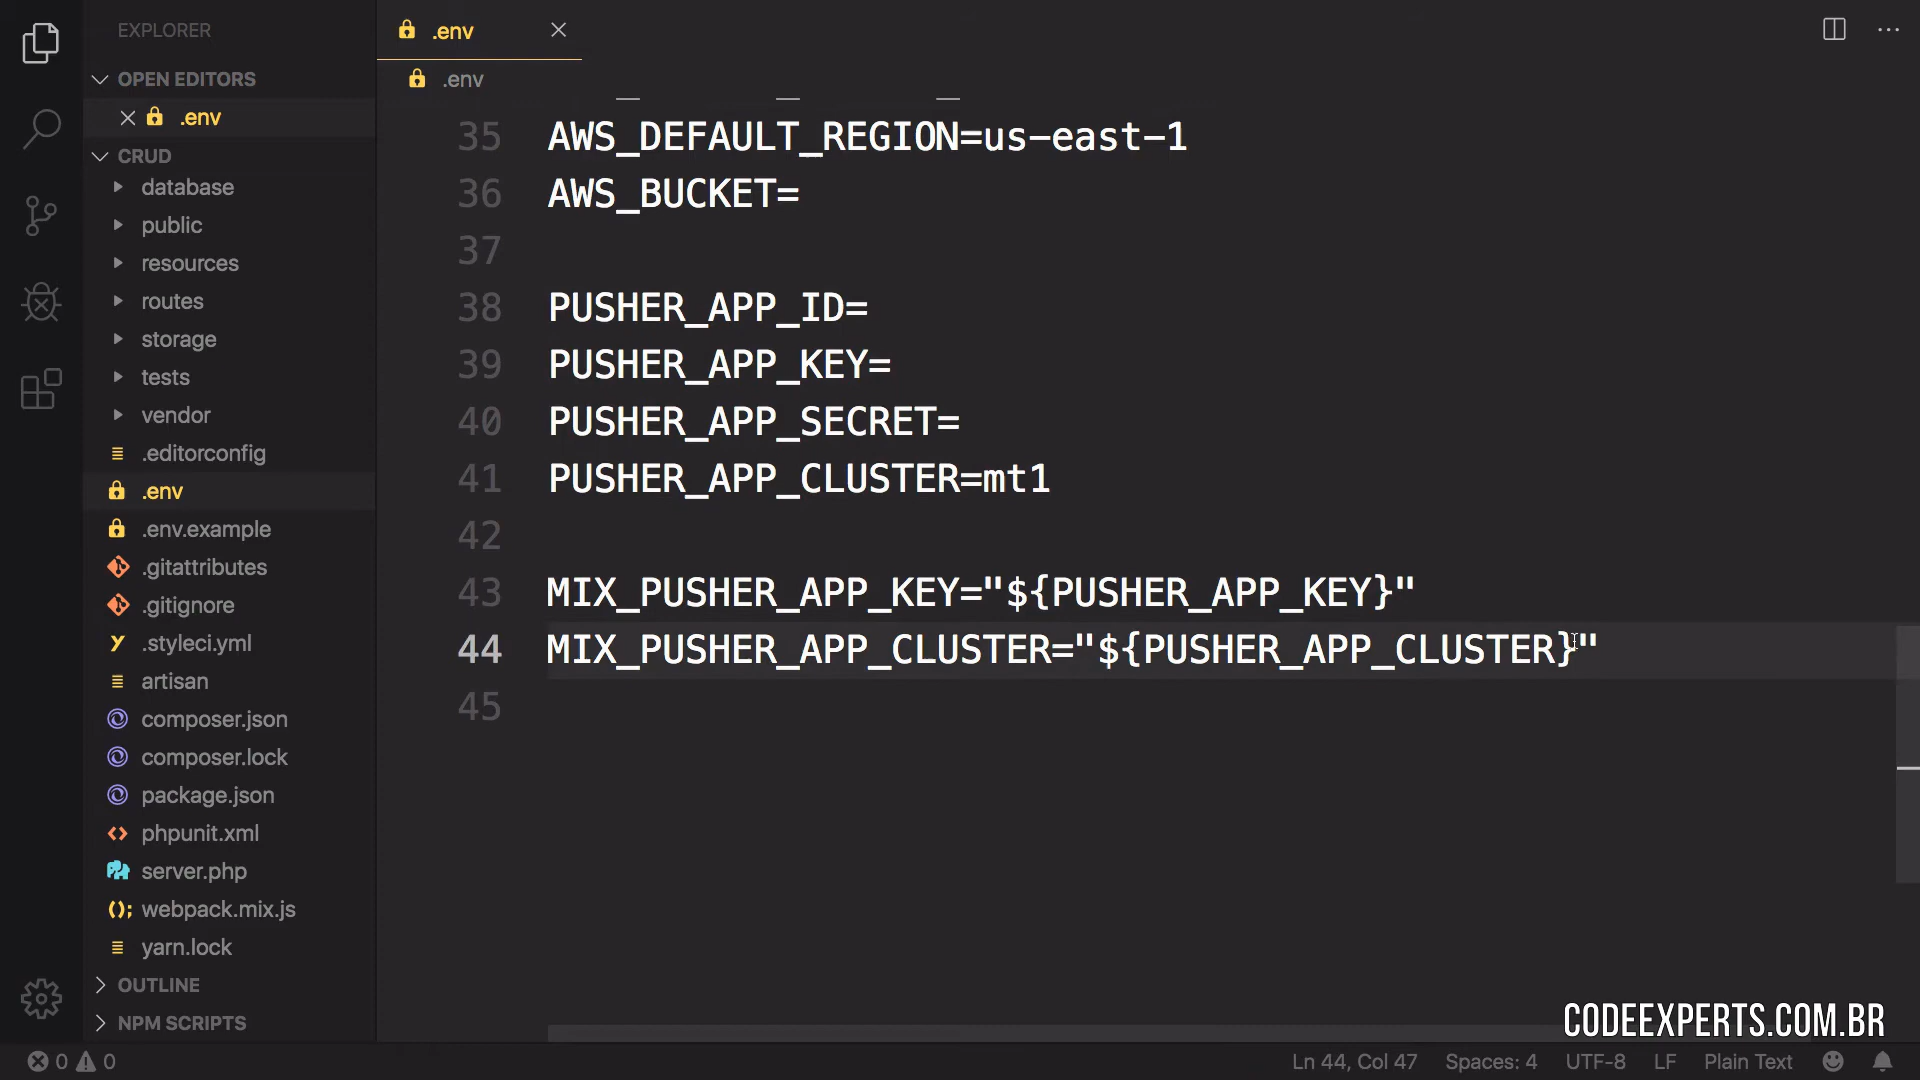 EXPLORER
OPEN EDITORS
.env
CRUD
database
public
resources
routes
storage
tests
vendor
.editorconfig
.env
.env.example
.gitattributes
.gitignore
.styleci.yml
artisan
composer.json
composer.lock
package.json
phpunit.xml
server.php
webpack.mix.js
yarn.lock
OUTLINE
NPM SCRIPTS
.env
.env
35 AWS_DEFAULT_REGION=us-east-1
36 AWS_BUCKET=
37
38 PUSHER_APP_ID=
39 PUSHER_APP_KEY=
40 PUSHER_APP_SECRET=
41 PUSHER_APP_CLUSTER=mt1
42
43 MIX_PUSHER_APP_KEY="${PUSHER_APP_KEY}"
44 MIX_PUSHER_APP_CLUSTER="${PUSHER_APP_CLUSTER}"
45
CODEEXPERTS.COM.BR
0 0 Ln 44, Col 47 Spaces: 4 UTF-8 LF Plain Text